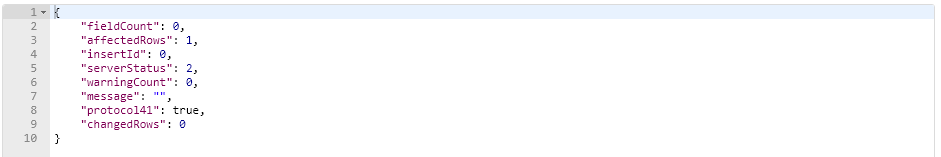 1 {
2 "fieldCount": 0,
3 "affectedRows": 1,
4 "insertId": 0,
5 "serverStatus": 2,
6 "warningCount": 0,
7 "message": "",
8 "protocol41": true,
9 "changedRows": 0
10 }